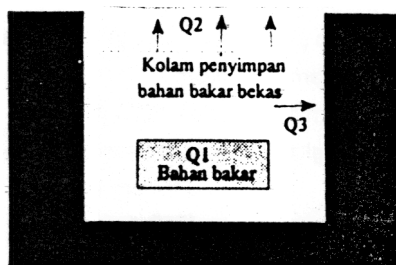 Q2
Kolam penyimpan
bahan bakar bekas
Q3
Q1
Bahan bakar